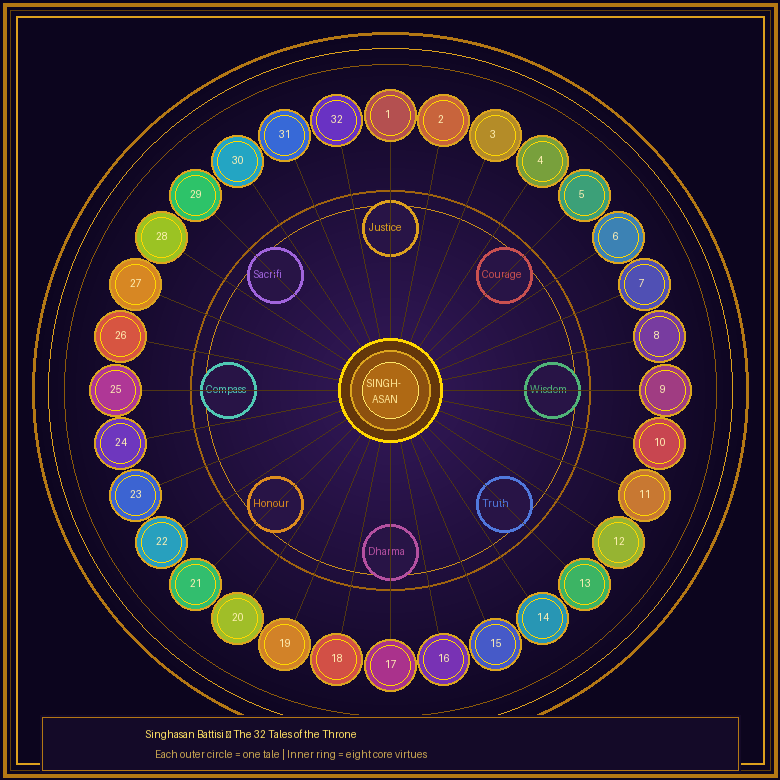 1
2
3
4
5
6
7
8
9
10
11
12
13
14
15
16
17
18
19
20
21
22
23
24
25
26
27
28
29
30
31
32
Justice
Courage
Wisdom
Truth
Dharma
Honour
Compass
Sacrifi
SINGH-
ASAN
Singhasan Battisi The 32 Tales of the Throne
Each outer circle = one tale | Inner ring = eight core virtues